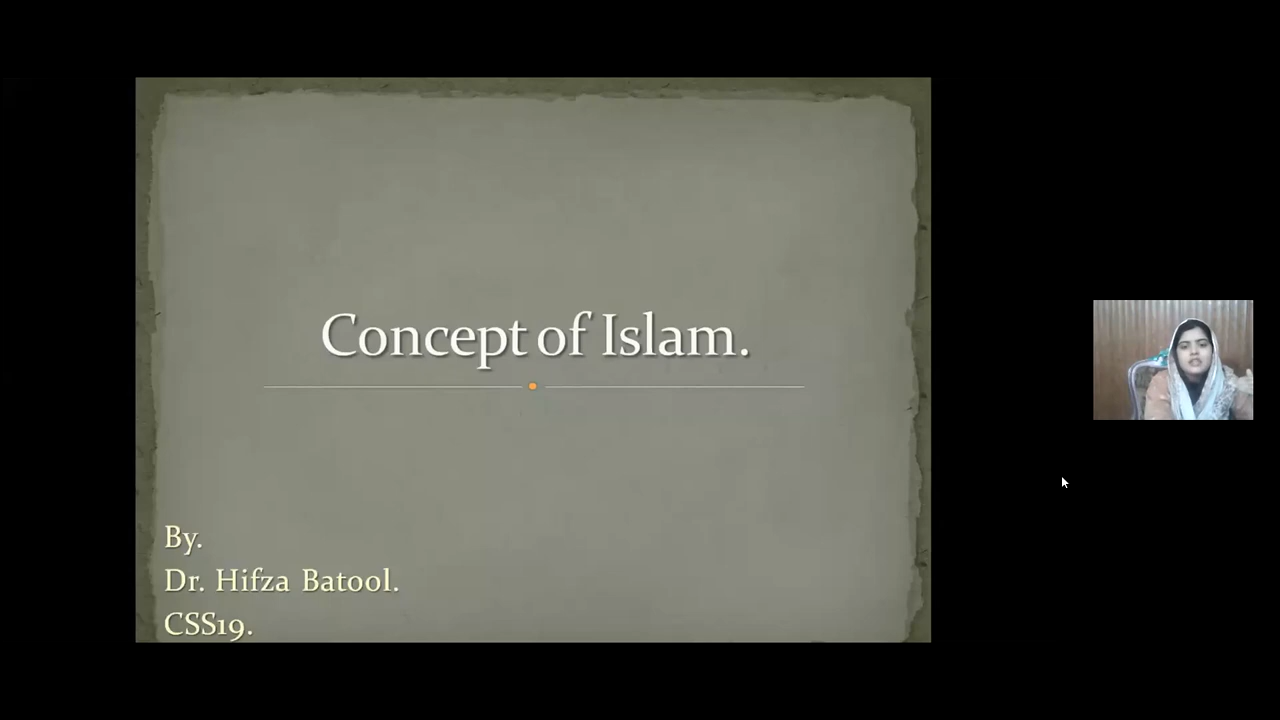 Concept of Islam.
By.
Dr. Hifza Batool.
CSS19.